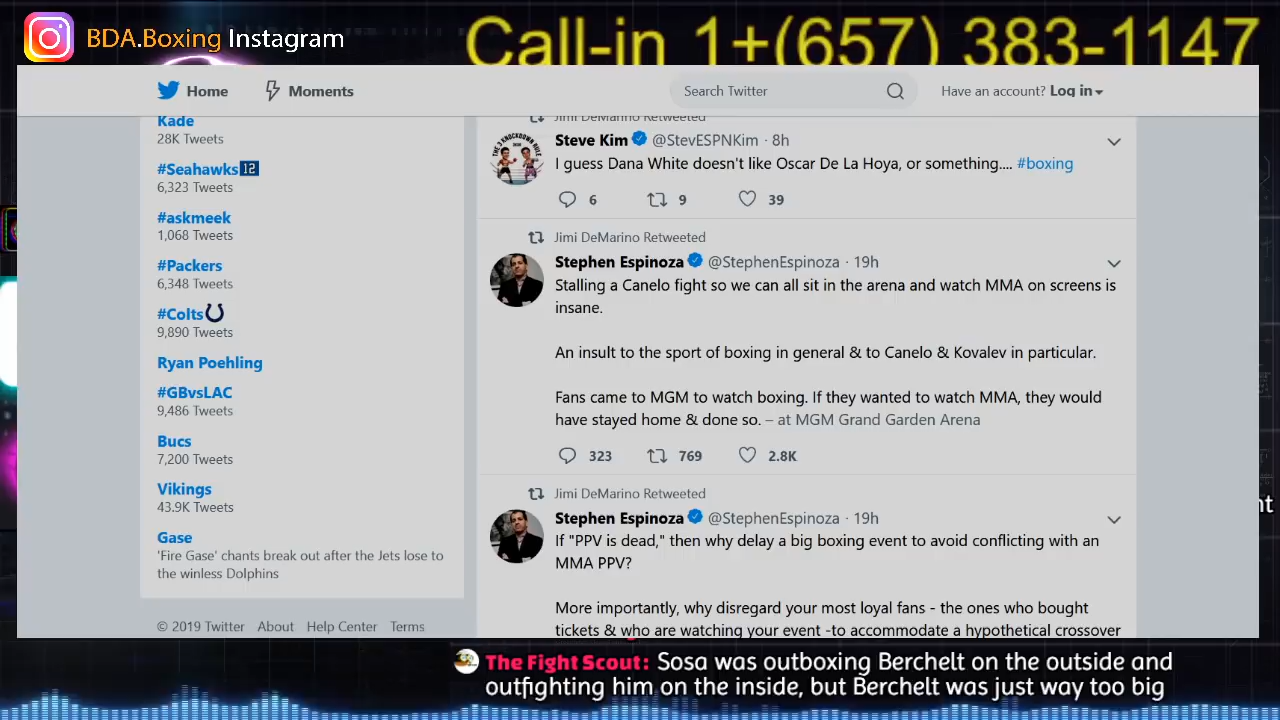 BDA.Boxing Instagram
Call-in 1+(657) 383-1147
Home
Moments
Search Twitter
Have an account? Log in
Kade
28K Tweets
#Seahawks 12
6,323 Tweets
#askmeek
1,068 Tweets
#Packers
6,348 Tweets
#Colts
9,890 Tweets
Ryan Poehling
#GBvsLAC
9,486 Tweets
Bucs
7,200 Tweets
Vikings
43.9K Tweets
Gase
'Fire Gase' chants break out after the Jets lose to
the winless Dolphins
© 2019 Twitter About Help Center Terms
Jimi DeMarino Retweeted
Steve Kim @StevESPNKim · 8h
I guess Dana White doesn't like Oscar De La Hoya, or something.... #boxing
6 9 39
Jimi DeMarino Retweeted
Stephen Espinoza @StephenEspinoza · 19h
Stalling a Canelo fight so we can all sit in the arena and watch MMA on screens is
insane.
An insult to the sport of boxing in general & to Canelo & Kovalev in particular.
Fans came to MGM to watch boxing. If they wanted to watch MMA, they would
have stayed home & done so. – at MGM Grand Garden Arena
323 769 2.8K
Jimi DeMarino Retweeted
Stephen Espinoza @StephenEspinoza · 19h
If "PPV is dead," then why delay a big boxing event to avoid conflicting with an
MMA PPV?
More importantly, why disregard your most loyal fans - the ones who bought
tickets & who are watching your event -to accommodate a hypothetical crossover
The Fight Scout: Sosa was outboxing Berchelt on the outside and
outfighting him on the inside, but Berchelt was just way too big